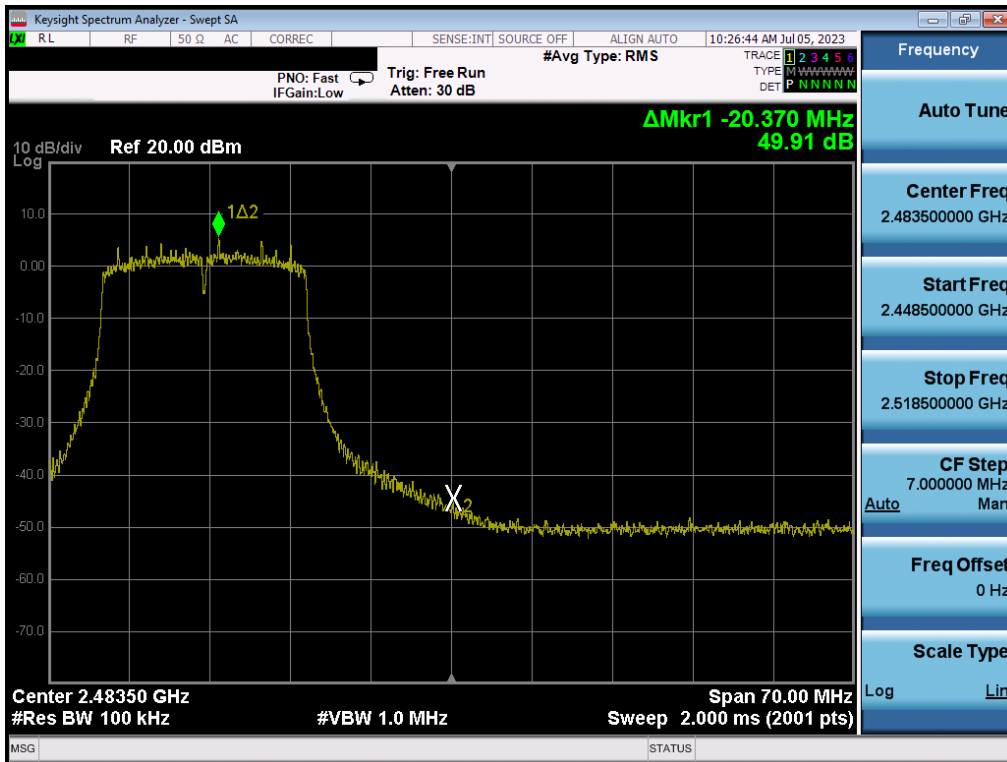 Keysight Spectrum Analyzer - Swept SA
LXI RL RF 50 Ω AC CORREC SENSE:INT SOURCE OFF ALIGN AUTO 10:26:44 AM Jul 05, 2023
#Avg Type: RMS TRACE 1 2 3 4 5 6
PNO: Fast Trig: Free Run TYPE M W W W W W
IFGain:Low Atten: 30 dB DET P N N N N N
ΔMkr1 -20.370 MHz
49.91 dB
10 dB/div Ref 20.00 dBm
Log
1Δ2
10.0
0.00
-10.0
-20.0
-30.0
-40.0
X2
-50.0
-60.0
-70.0
Center 2.48350 GHz Span 70.00 MHz
#Res BW 100 kHz #VBW 1.0 MHz Sweep 2.000 ms (2001 pts)
MSG STATUS
Frequency
Auto Tune
Center Freq
2.483500000 GHz
Start Freq
2.448500000 GHz
Stop Freq
2.518500000 GHz
CF Step
7.000000 MHz
Auto Man
Freq Offset
0 Hz
Scale Type
Log Lin